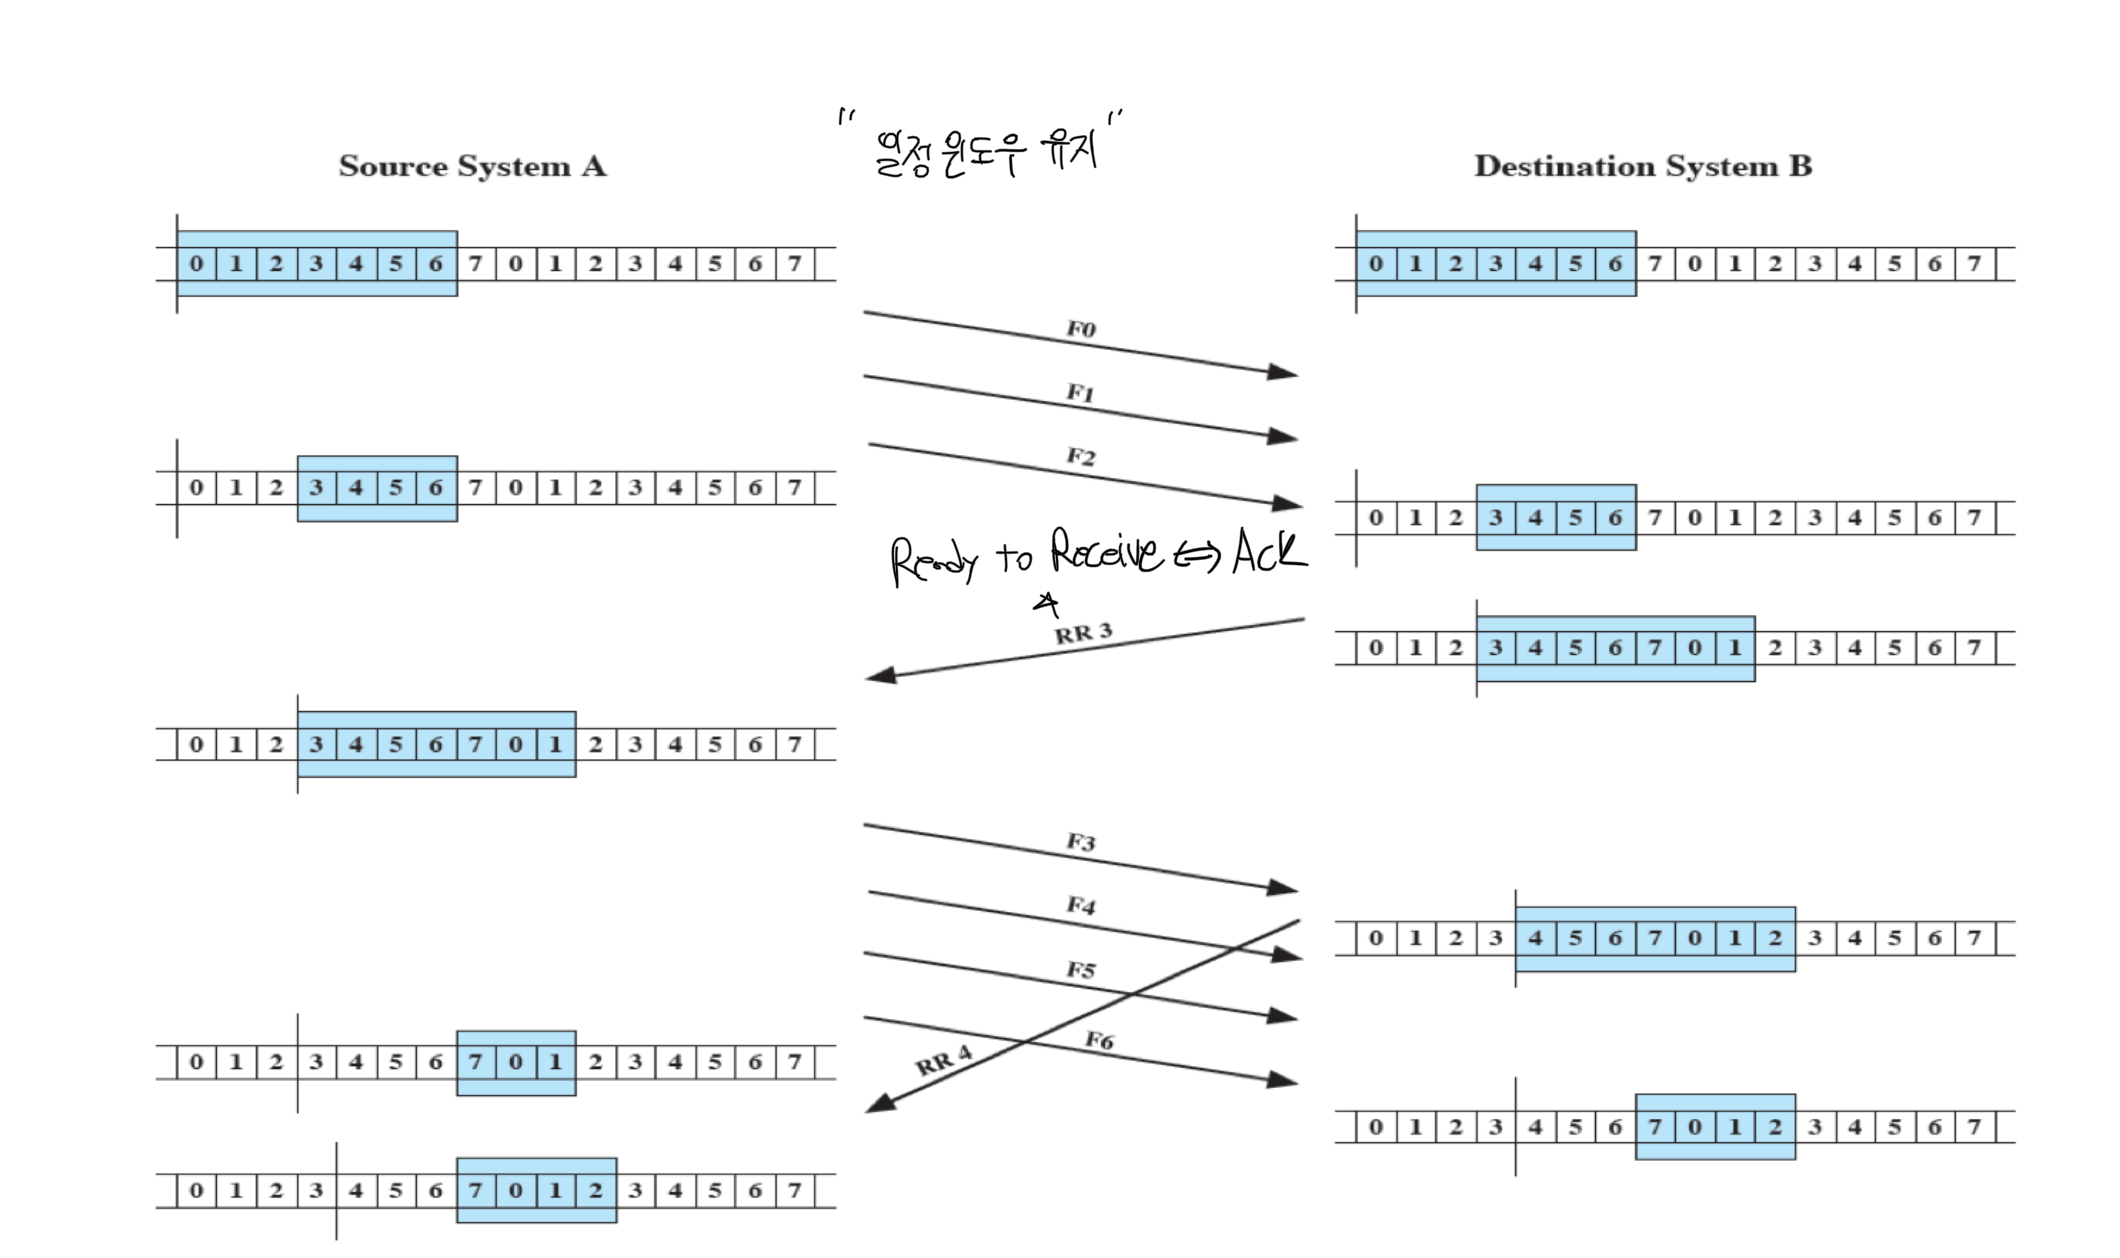 " 일정 윈도우 유지 "
Source System A
Destination System B
0 1 2 3 4 5 6 7 0 1 2 3 4 5 6 7
0 1 2 3 4 5 6 7 0 1 2 3 4 5 6 7
F0
F1
F2
0 1 2 3 4 5 6 7 0 1 2 3 4 5 6 7
0 1 2 3 4 5 6 7 0 1 2 3 4 5 6 7
Ready to Receive ⇔ Ack
RR 3
0 1 2 3 4 5 6 7 0 1 2 3 4 5 6 7
0 1 2 3 4 5 6 7 0 1 2 3 4 5 6 7
F3
F4
F5
F6
RR 4
0 1 2 3 4 5 6 7 0 1 2 3 4 5 6 7
0 1 2 3 4 5 6 7 0 1 2 3 4 5 6 7
0 1 2 3 4 5 6 7 0 1 2 3 4 5 6 7
0 1 2 3 4 5 6 7 0 1 2 3 4 5 6 7